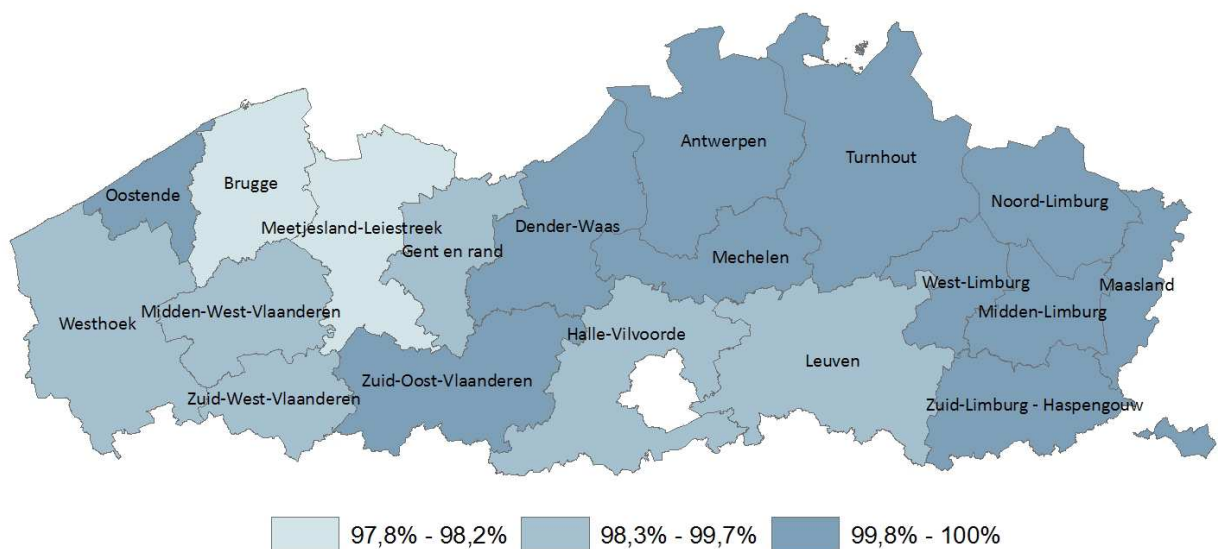 Antwerpen
Turnhout
Brugge
Oostende
Noord-Limburg
Meetjesland-Leiestreek
Dender-Waas
Gent en rand
Mechelen
West-Limburg
Maasland
Midden-West-Vlaanderen
Midden-Limburg
Westhoek
Halle-Vilvoorde
Leuven
Zuid-Oost-Vlaanderen
Zuid-West-Vlaanderen
Zuid-Limburg - Haspengouw
97,8% - 98,2%
98,3% - 99,7%
99,8% - 100%